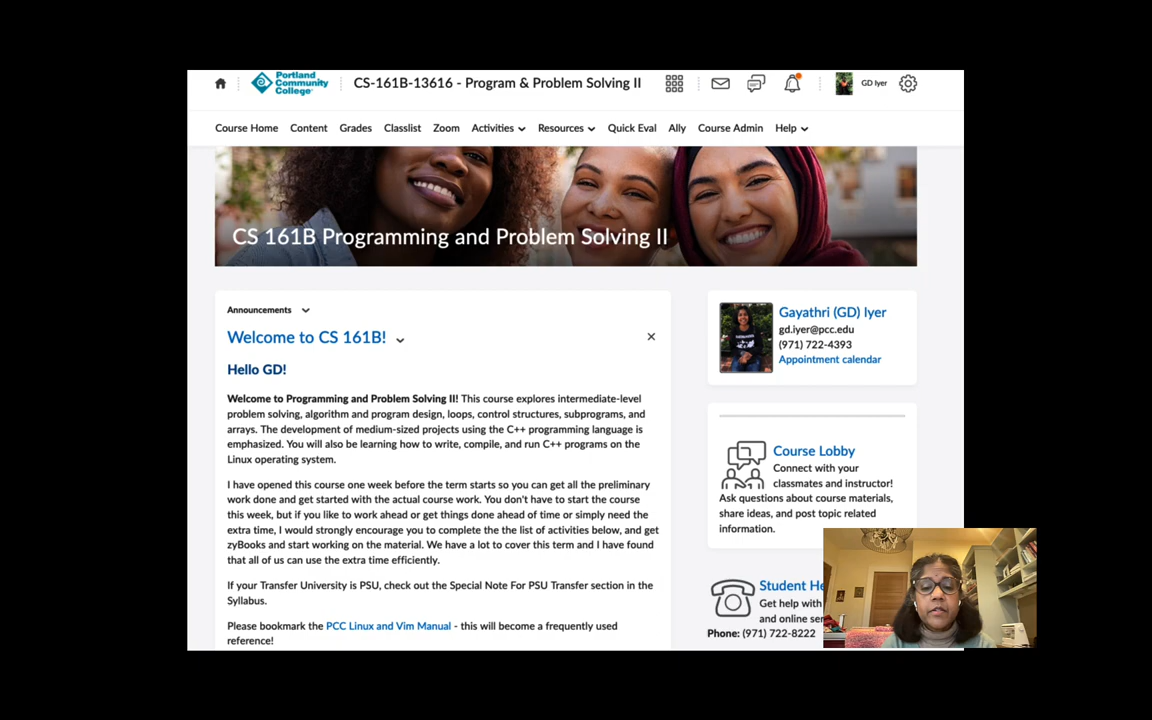 Portland
Community
College
CS-161B-13616 - Program & Problem Solving II
GD Iyer
Course Home
Content
Grades
Classlist
Zoom
Activities
Resources
Quick Eval
Ally
Course Admin
Help
CS 161B Programming and Problem Solving II
Announcements
Welcome to CS 161B!
Hello GD!
Welcome to Programming and Problem Solving II! This course explores intermediate-level
problem solving, algorithm and program design, loops, control structures, subprograms, and
arrays. The development of medium-sized projects using the C++ programming language is
emphasized. You will also be learning how to write, compile, and run C++ programs on the
Linux operating system.
I have opened this course one week before the term starts so you can get all the preliminary
work done and get started with the actual course work. You don't have to start the course
this week, but if you like to work ahead or get things done ahead of time or simply need the
extra time, I would strongly encourage you to complete the the list of activities below, and get
zyBooks and start working on the material. We have a lot to cover this term and I have found
that all of us can use the extra time efficiently.
If your Transfer University is PSU, check out the Special Note For PSU Transfer section in the
Syllabus.
Please bookmark the PCC Linux and Vim Manual - this will become a frequently used
reference!
Gayathri (GD) Iyer
gd.iyer@pcc.edu
(971) 722-4393
Appointment calendar
Course Lobby
Connect with your
classmates and instructor!
Ask questions about course materials,
share ideas, and post topic related
information.
Student He
Get help with
and online ser
Phone: (971) 722-8222